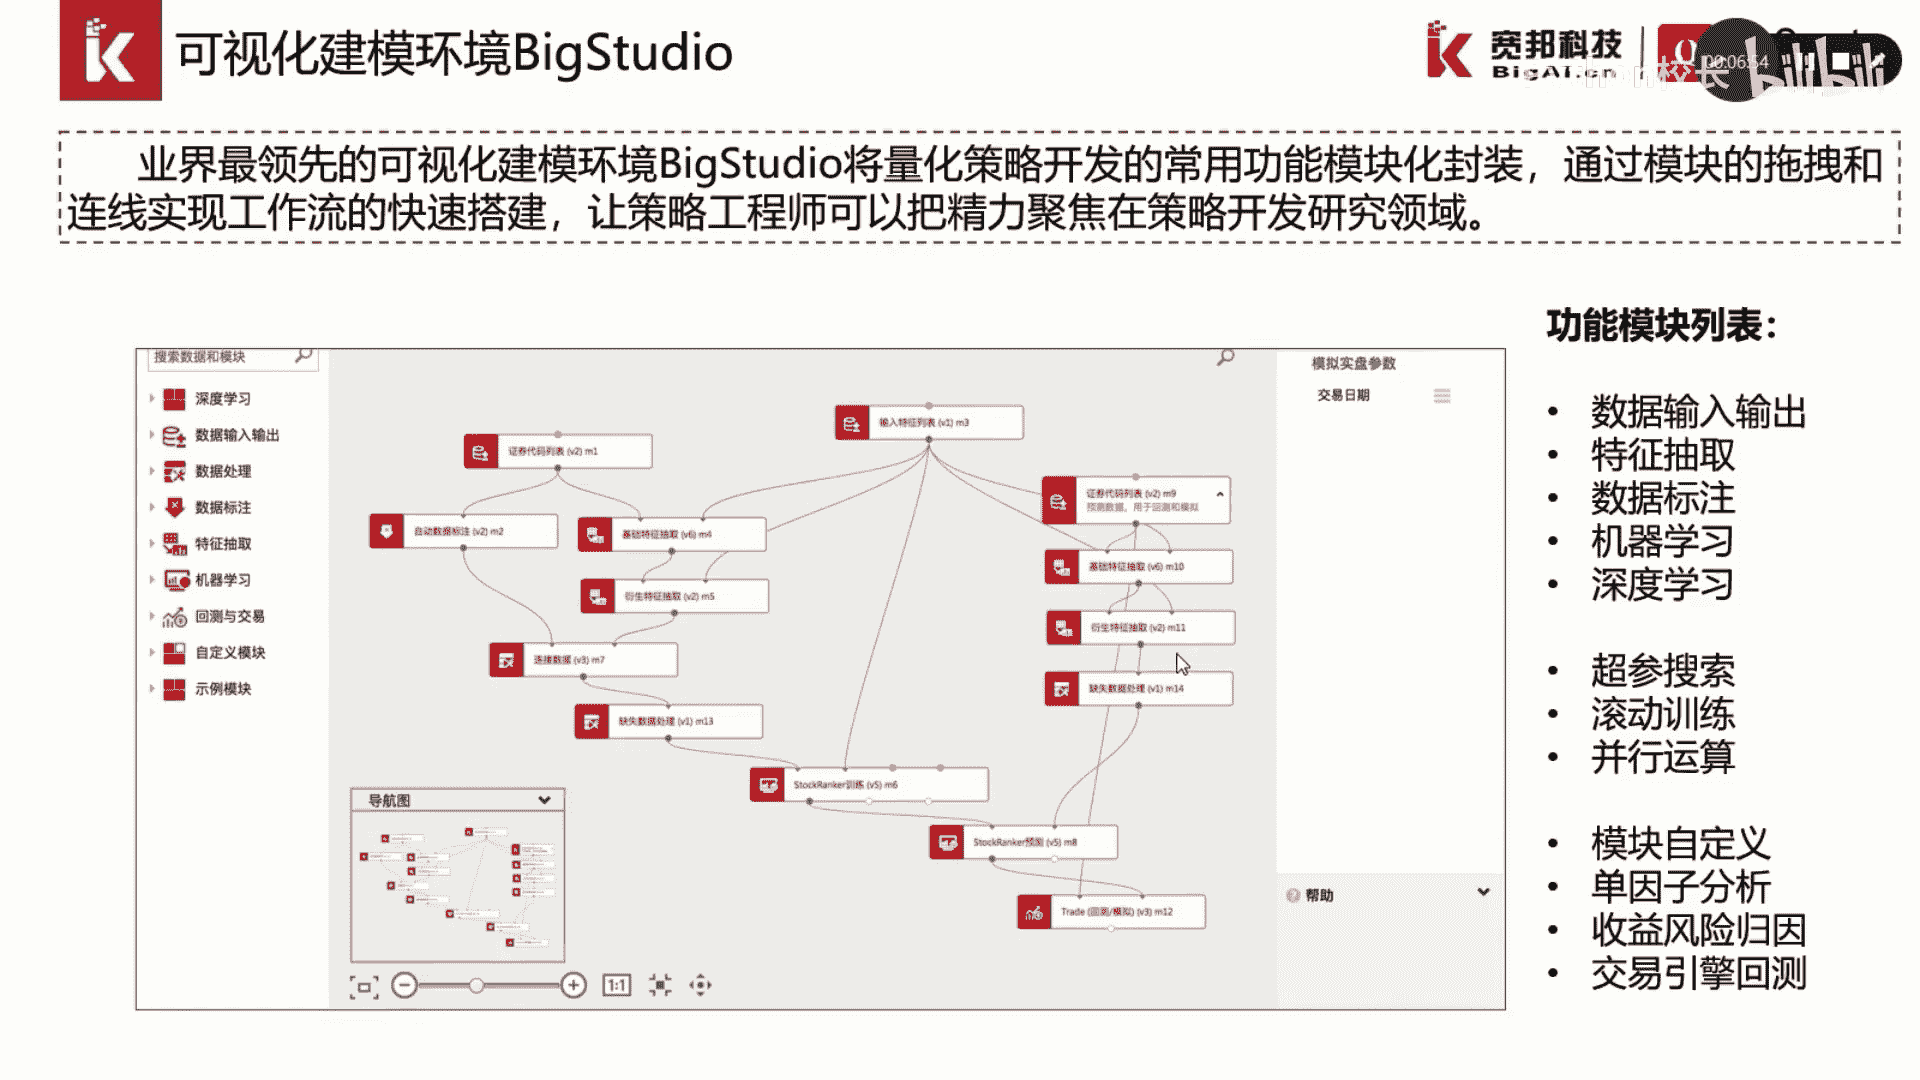 可视化建模环境BigStudio
宽邦科技
BigAi.cn
00:06:54
校长
bilibili
业界最领先的可视化建模环境BigStudio将量化策略开发的常用功能模块化封装，通过模块的拖拽和
连线实现工作流的快速搭建，让策略工程师可以把精力聚焦在策略开发研究领域。
搜索数据和模块
深度学习
数据输入输出
数据处理
数据标注
特征抽取
机器学习
回测与交易
自定义模块
示例模块
输入特征列表 (v1) m3
证券代码列表 (v2) m1
证券代码列表 (v2) m9
预测数据，用于回测和模拟
自动数据标注 (v2) m2
基础特征抽取 (v6) m4
基础特征抽取 (v6) m10
衍生特征抽取 (v2) m5
衍生特征抽取 (v2) m11
连接数据 (v3) m7
缺失数据处理 (v1) m14
缺失数据处理 (v1) m13
StockRanker训练 (v5) m6
StockRanker预测 (v5) m8
Trade (回测/模拟) (v3) m12
导航图
1:1
模拟实盘参数
交易日期
帮助
功能模块列表：
• 数据输入输出
• 特征抽取
• 数据标注
• 机器学习
• 深度学习
• 超参搜索
• 滚动训练
• 并行运算
• 模块自定义
• 单因子分析
• 收益风险归因
• 交易引擎回测